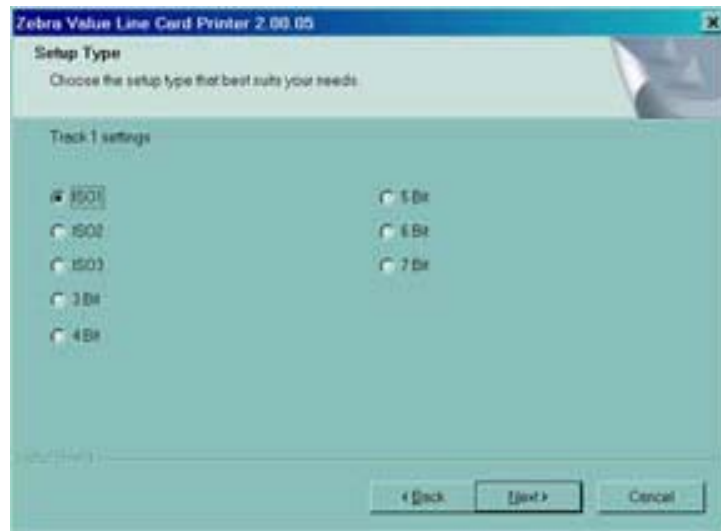 Zebra Value Line Card Printer 2.00.05
Setup Type
Choose the setup type that best suits your needs.
Track 1 settings
ISO1
ISO2
ISO3
3 Bit
4 Bit
5 Bit
6 Bit
7 Bit
< Back
Next >
Cancel